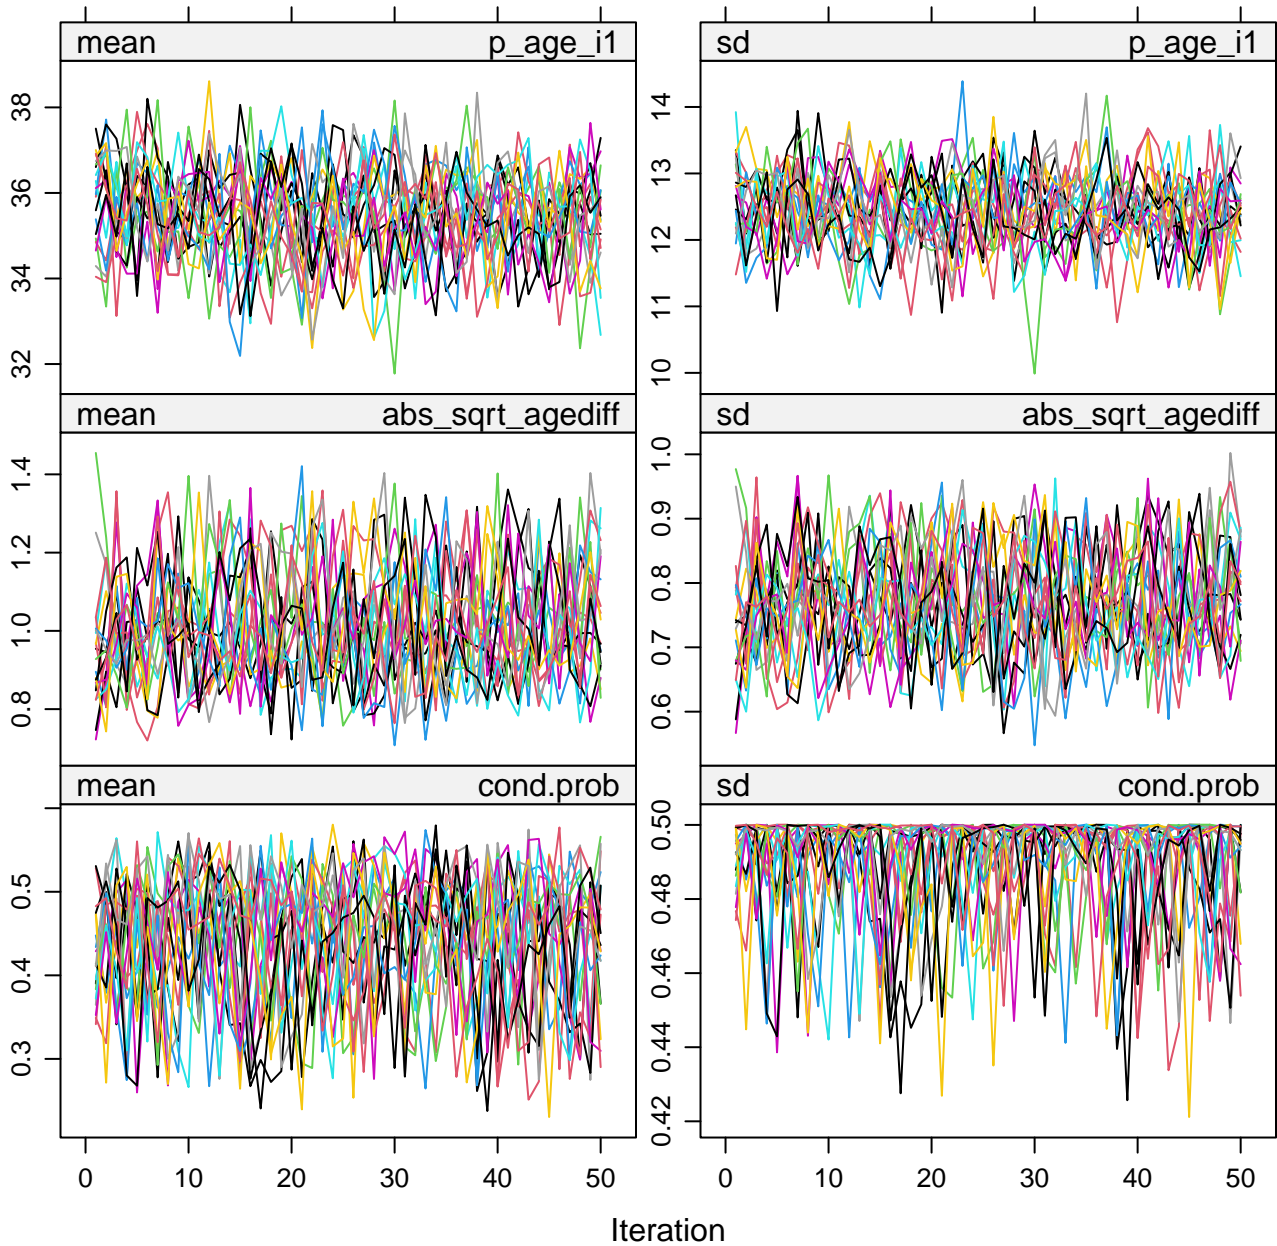 mean p_age_i1
sd p_age_i1
38
36
34
32
14
13
12
11
10
mean abs_sqrt_agediff
sd abs_sqrt_agediff
1.4
1.2
1.0
0.8
1.0
0.9
0.8
0.7
0.6
mean cond.prob
sd cond.prob
0.5
0.4
0.3
0.50
0.48
0.46
0.44
0.42
0 10 20 30 40 50
0 10 20 30 40 50
Iteration